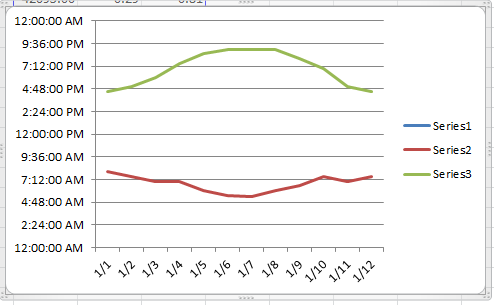 12:00:00 AM
9:36:00 PM
7:12:00 PM
4:48:00 PM
2:24:00 PM
12:00:00 PM
9:36:00 AM
7:12:00 AM
4:48:00 AM
2:24:00 AM
12:00:00 AM
1/1 1/2 1/3 1/4 1/5 1/6 1/7 1/8 1/9 1/10 1/11 1/12
Series1
Series2
Series3